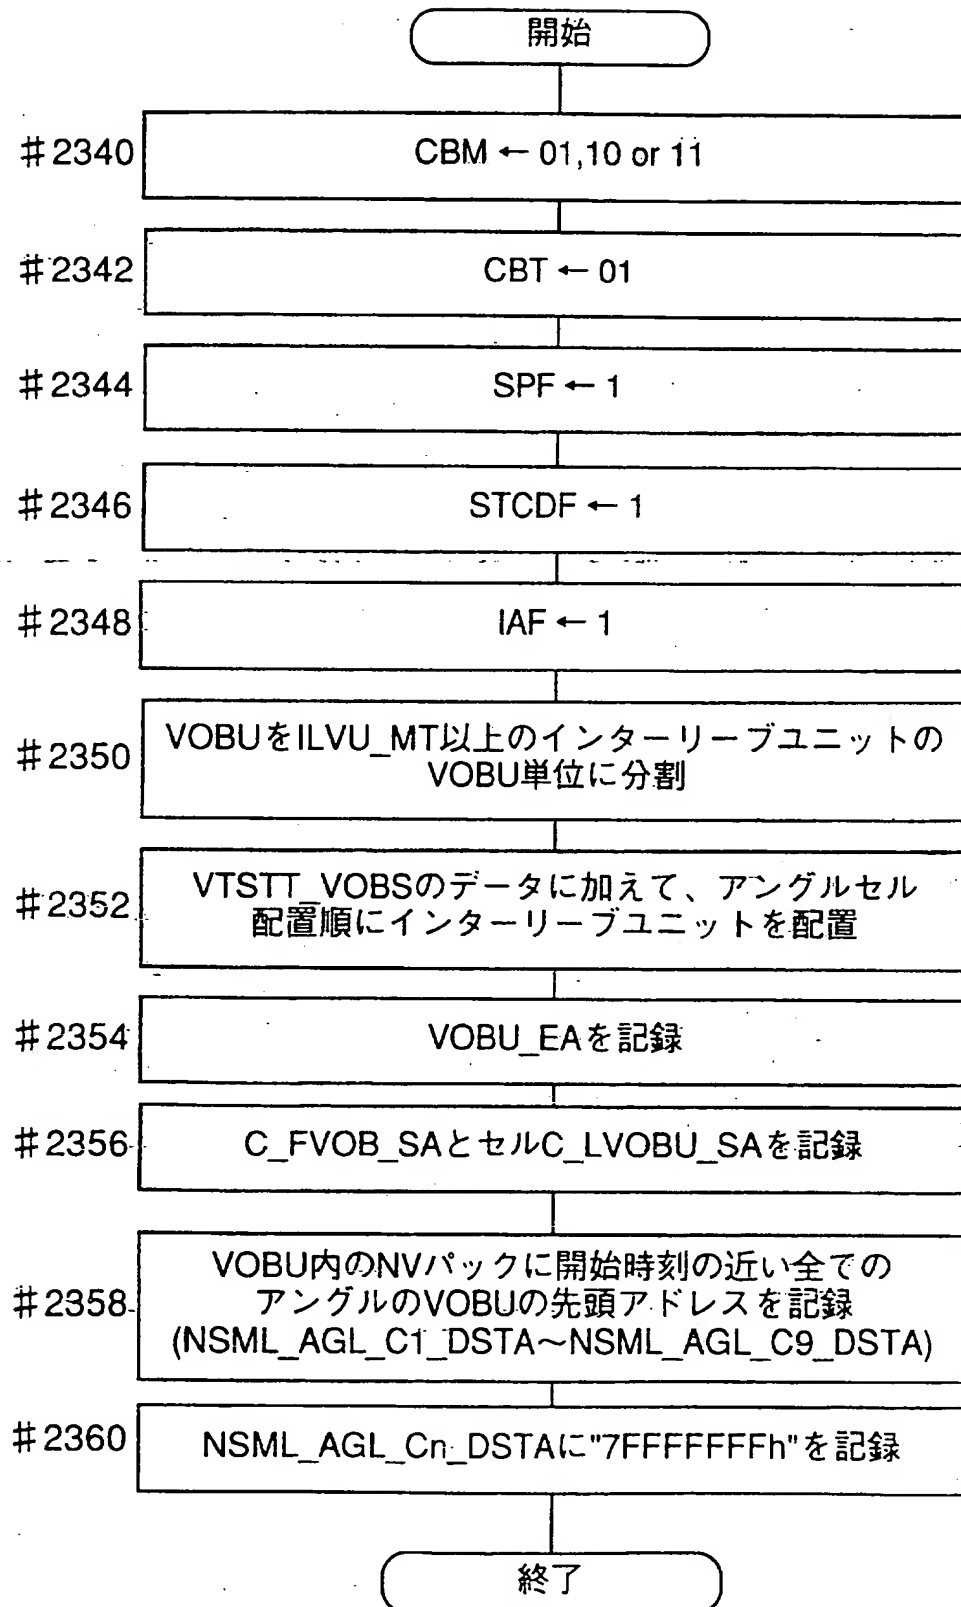 開始
#2340
CBM ← 01,10 or 11
#2342
CBT ← 01
#2344
SPF ← 1
#2346
STCDF ← 1
#2348
IAF ← 1
#2350
VOBUをILVU_MT以上のインターリーブユニットの
VOBU単位に分割
#2352
VTSTT_VOBSのデータに加えて、アングルセル
配置順にインターリーブユニットを配置
#2354
VOBU_EAを記録
#2356
C_FVOB_SAとセルC_LVOBU_SAを記録
#2358
VOBU内のNVパックに開始時刻の近い全ての
アングルのVOBUの先頭アドレスを記録
(NSML_AGL_C1_DSTA～NSML_AGL_C9_DSTA)
#2360
NSML_AGL_Cn_DSTAに"7FFFFFFFh"を記録
終了